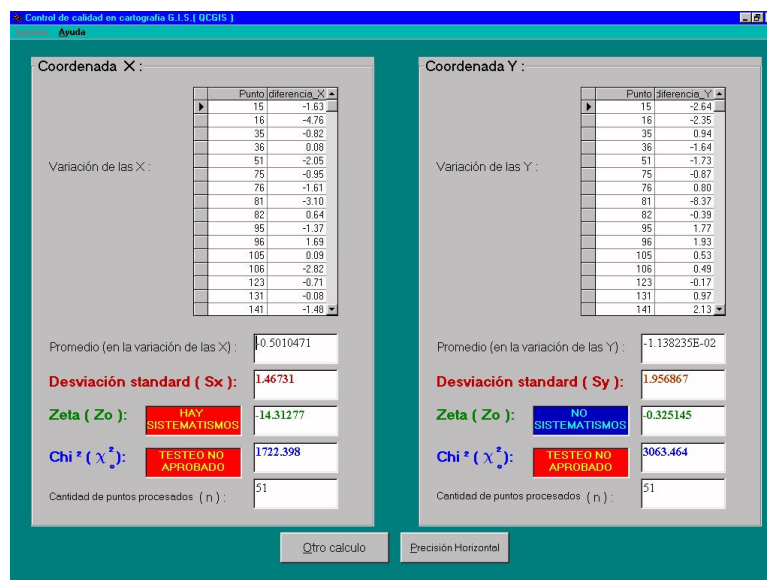 Control de calidad en cartografia G.I.S.( QCGIS )
Ayuda
Coordenada X :
Punto diferencia_X
15 -1.63
16 -4.76
35 -0.82
36 0.08
51 -2.05
75 -0.95
76 -1.61
81 -3.10
82 0.64
95 -1.37
96 1.69
105 0.09
106 -2.82
123 -0.71
131 -0.08
141 -1.48
Variación de las X :
Promedio (en la variación de las X) : -0.5010471
Desviación standard ( Sx ): 1.46731
Zeta ( Zo ): HAY SISTEMATISMOS -14.31277
Chi ² ( χ²ₒ): TESTEO NO APROBADO 1722.398
Cantidad de puntos procesados ( n ) : 51
Coordenada Y :
Punto diferencia_Y
15 -2.64
16 -2.35
35 0.94
36 -1.64
51 -1.73
75 -0.87
76 0.80
81 -8.37
82 -0.39
95 1.77
96 1.93
105 0.53
106 0.49
123 -0.17
131 0.97
141 2.13
Variación de las Y :
Promedio (en la variación de las Y) : -1.138235E-02
Desviación standard ( Sy ): 1.956867
Zeta ( Zo ): NO SISTEMATISMOS -0.325145
Chi ² ( χ²ₒ): TESTEO NO APROBADO 3063.464
Cantidad de puntos procesados ( n ) : 51
Otro calculo
Precisión Horizontal